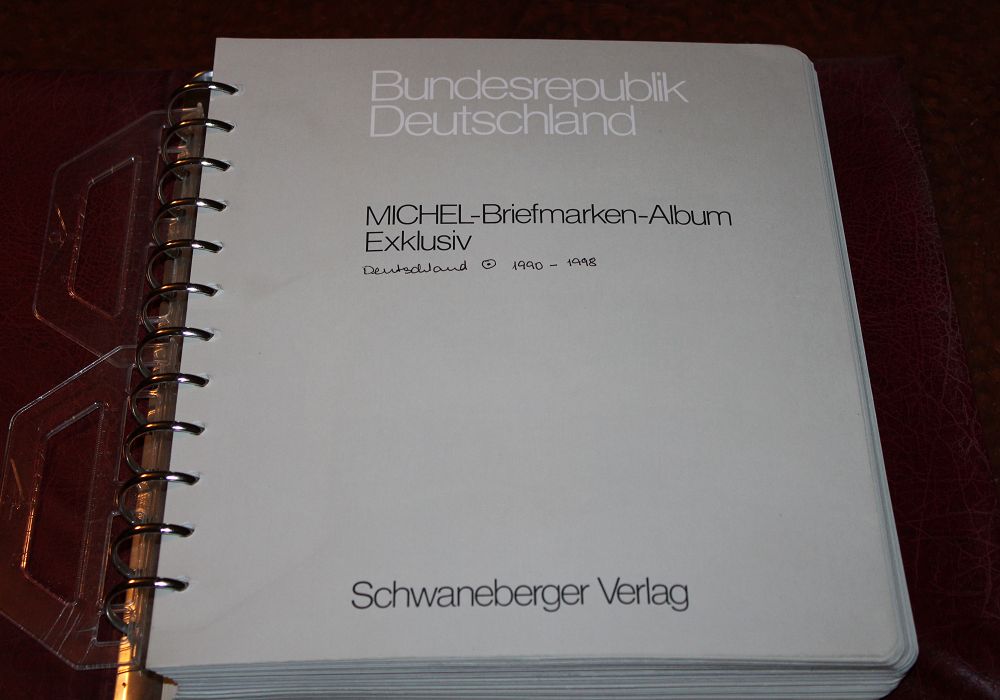 Bundesrepublik
Deutschland
MICHEL-Briefmarken-Album
Exklusiv
Deutschland ⊙ 1990 - 1998
Schwaneberger Verlag